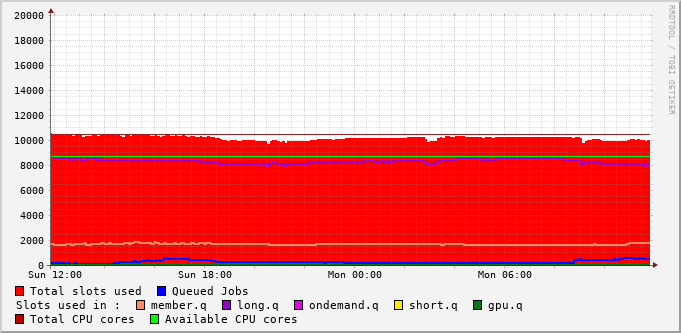 RRDTOOL / TOBI OETIKER
20000
18000
16000
14000
12000
10000
8000
6000
4000
2000
0
Sun 12:00 Sun 18:00 Mon 00:00 Mon 06:00
Total slots used Queued Jobs
Slots used in : member.q long.q ondemand.q short.q gpu.q
Total CPU cores Available CPU cores